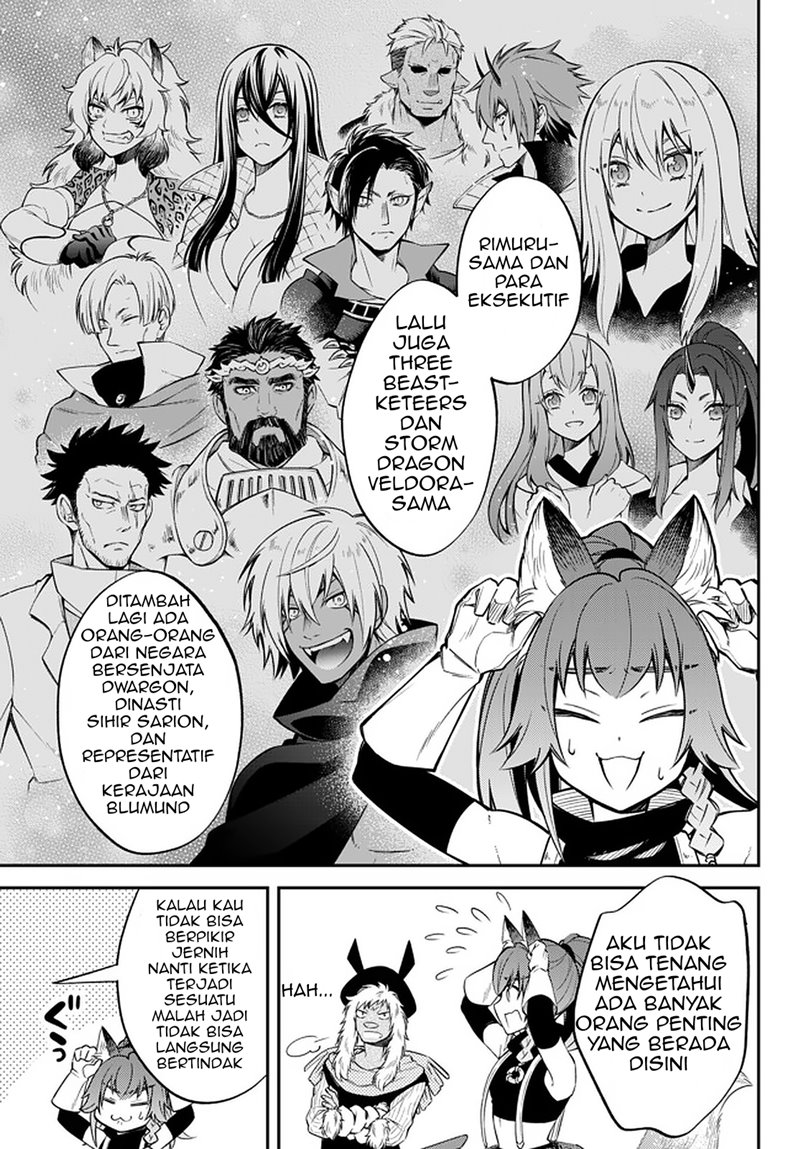 RIMURU-
SAMA DAN
PARA
EKSEKUTIF
LALU
JUGA
THREE
BEAST-
KETEERS
DAN
STORM
DRAGON
VELDORA-
SAMA
DITAMBAH
LAGI ADA
ORANG-ORANG
DARI NEGARA
BERSENJATA
DWARGON,
DINASTI
SIHIR SARION,
DAN
REPRESENTATIF
DARI
KERAJAAN
BLUMUND
AKU TIDAK
BISA TENANG
MENGETAHUI
ADA BANYAK
ORANG PENTING
YANG BERADA
DISINI
HAH...
KALAU KAU
TIDAK BISA
BERPIKIR
JERNIH
NANTI KETIKA
TERJADI
SESUATU
MALAH JADI
TIDAK BISA
LANGSUNG
BERTINDAK